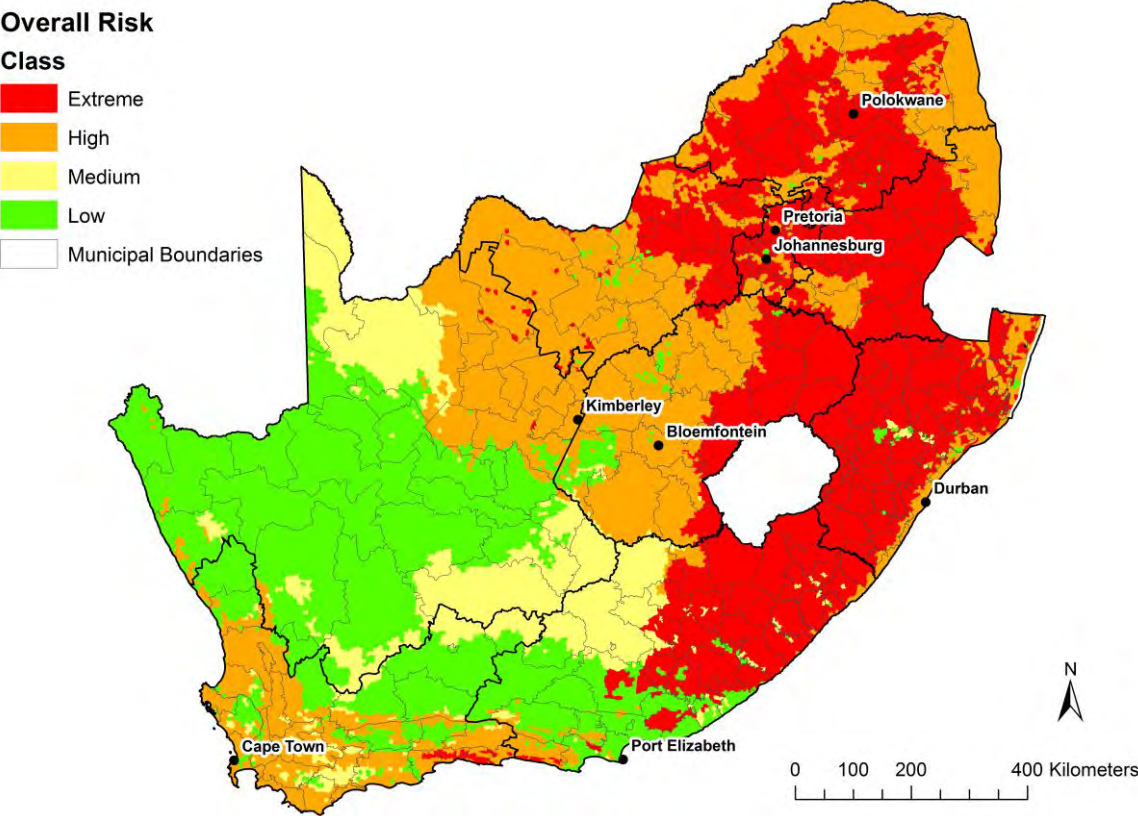 Overall Risk
Class
Extreme
High
Medium
Low
Municipal Boundaries
Polokwane
Pretoria
Johannesburg
Kimberley
Bloemfontein
Durban
N
Cape Town
Port Elizabeth
0 100 200 400 Kilometers